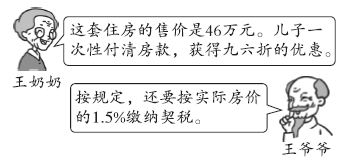 这套住房的售价是46万元。儿子一
次性付清房款，获得九六折的优惠。
王奶奶
按规定，还要按实际房价
的1.5%缴纳契税。
王爷爷